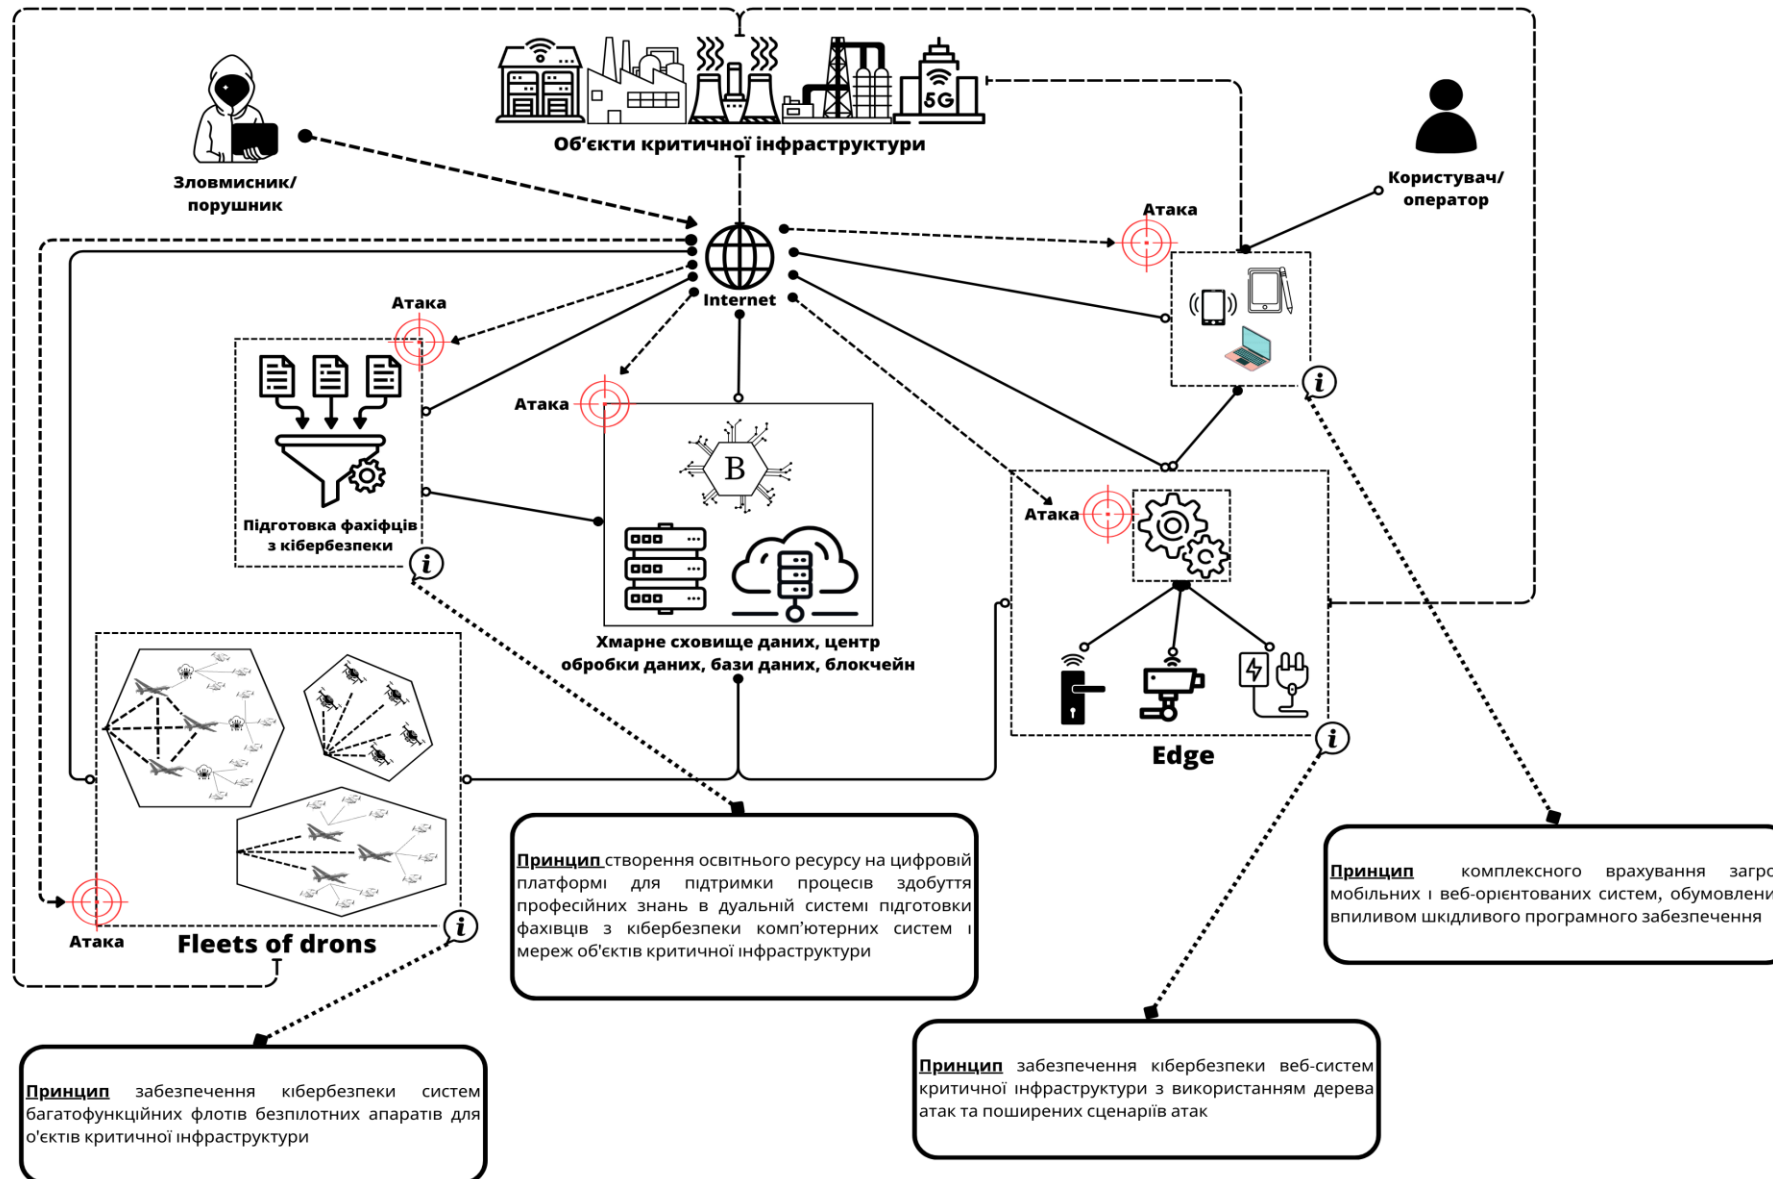 5G
Об’єкти критичної інфраструктури
Зловмисник/
порушник
Користувач/
оператор
Атака
Internet
Атака
Атака
Підготовка фахіфців
з кібербезпеки
i
B
Хмарне сховище даних, центр
обробки даних, бази даних, блокчейн
i
Атака
Edge
i
Атака
Fleets of drons
i
Принцип створення освітнього ресурсу на цифровій
платформі для підтримки процесів здобуття
професійних знань в дуальній системі підготовки
фахівців з кібербезпеки комп’ютерних систем і
мереж об'єктів критичної інфраструктури
Принцип комплексного врахування загро
мобільних і веб-орієнтованих систем, обумовлени
впиливом шкідливого програмного забезпечення
Принцип забезпечення кібербезпеки систем
багатофункційних флотів безпілотних апаратів для
о'єктів критичної інфраструктури
Принцип забезпечення кібербезпеки веб-систем
критичної інфраструктури з використанням дерева
атак та поширених сценаріїв атак